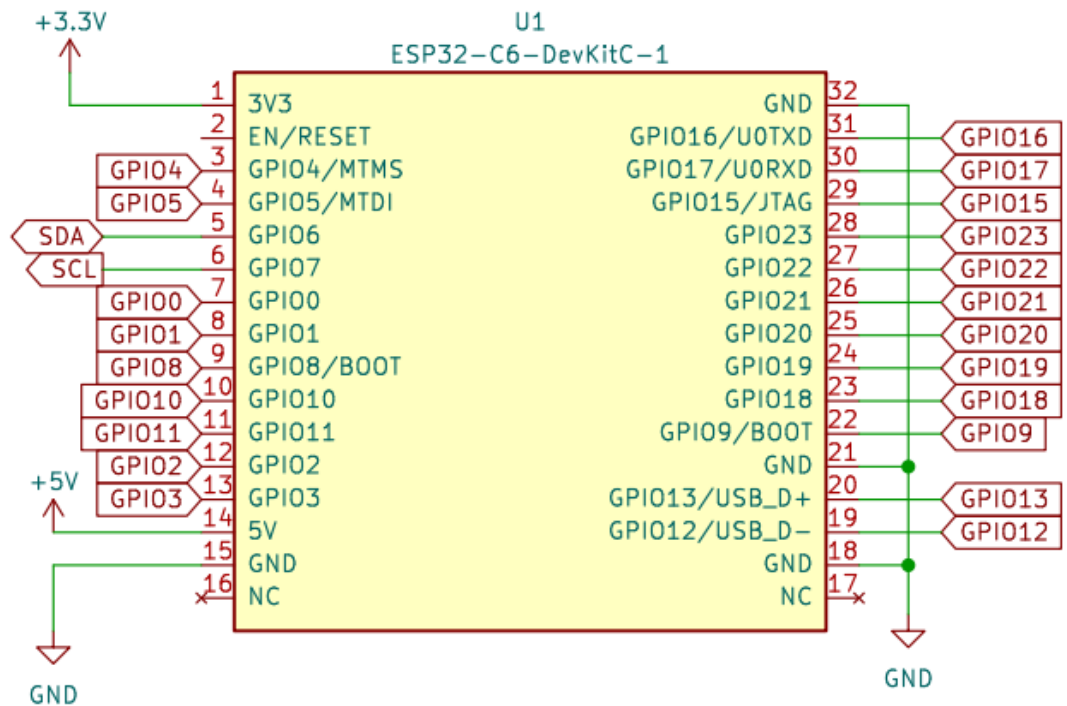 +3.3V
U1
ESP32-C6-DevKitC-1
1 3V3 GND 32
2 EN/RESET GPIO16/U0TXD 31 GPIO16
GPIO4 3 GPIO4/MTMS GPIO17/U0RXD 30 GPIO17
GPIO5 4 GPIO5/MTDI GPIO15/JTAG 29 GPIO15
SDA 5 GPIO6 GPIO23 28 GPIO23
SCL 6 GPIO7 GPIO22 27 GPIO22
GPIO0 7 GPIO0 GPIO21 26 GPIO21
GPIO1 8 GPIO1 GPIO20 25 GPIO20
GPIO8 9 GPIO8/BOOT GPIO19 24 GPIO19
GPIO10 10 GPIO10 GPIO18 23 GPIO18
GPIO11 11 GPIO11 GPIO9/BOOT 22 GPIO9
GPIO2 12 GPIO2 GND 21
+5V
GPIO3 13 GPIO3 GPIO13/USB_D+ 20 GPIO13
14 5V GPIO12/USB_D- 19 GPIO12
15 GND GND 18
16 NC NC 17
GND
GND